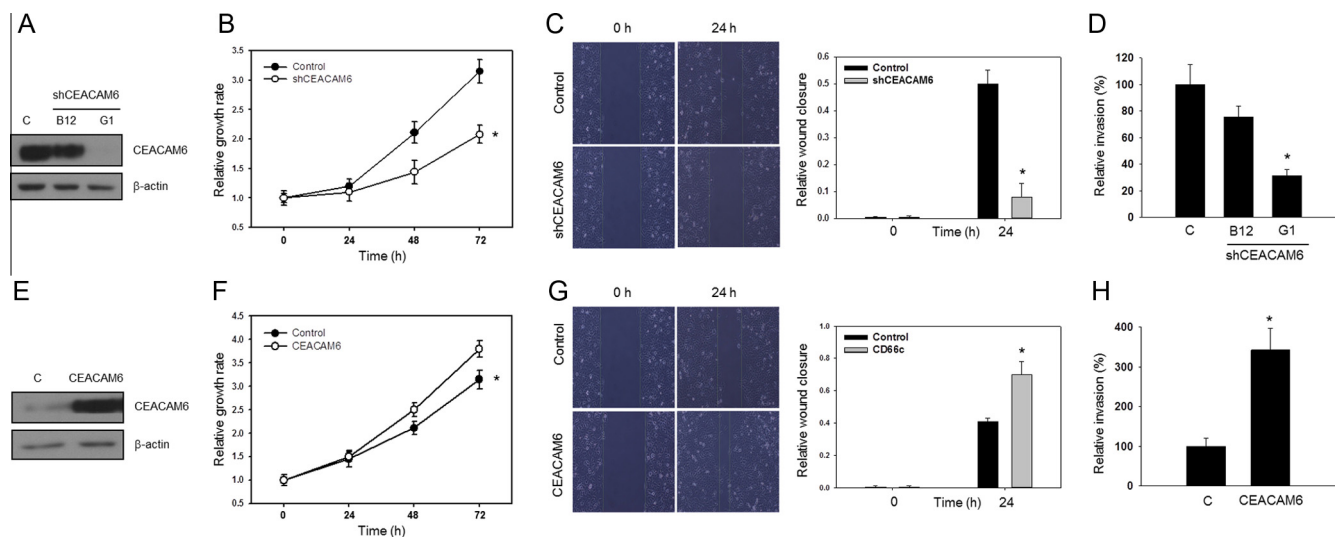 A
shCEACAM6
C B12 G1
CEACAM6
β-actin
B
Relative growth rate
3.5
3.0
2.5
2.0
1.5
1.0
0.5
Control
shCEACAM6
*
0 24 48 72
Time (h)
C
0 h 24 h
Control
shCEACAM6
Relative wound closure
0.6
0.5
0.4
0.3
0.2
0.1
0.0
Control
shCEACAM6
*
0 Time (h) 24
D
Relative invasion (%)
120
100
80
60
40
20
0
*
C B12 G1
shCEACAM6
E
C CEACAM6
CEACAM6
β-actin
F
Relative growth rate
4.5
4.0
3.5
3.0
2.5
2.0
1.5
1.0
0.5
Control
CEACAM6
*
0 24 48 72
Time (h)
G
0 h 24 h
Control
CEACAM6
Relative wound closure
1.0
0.8
0.6
0.4
0.2
0.0
Control
CD66c
*
0 Time (h) 24
H
Relative invasion (%)
400
300
200
100
0
*
C CEACAM6